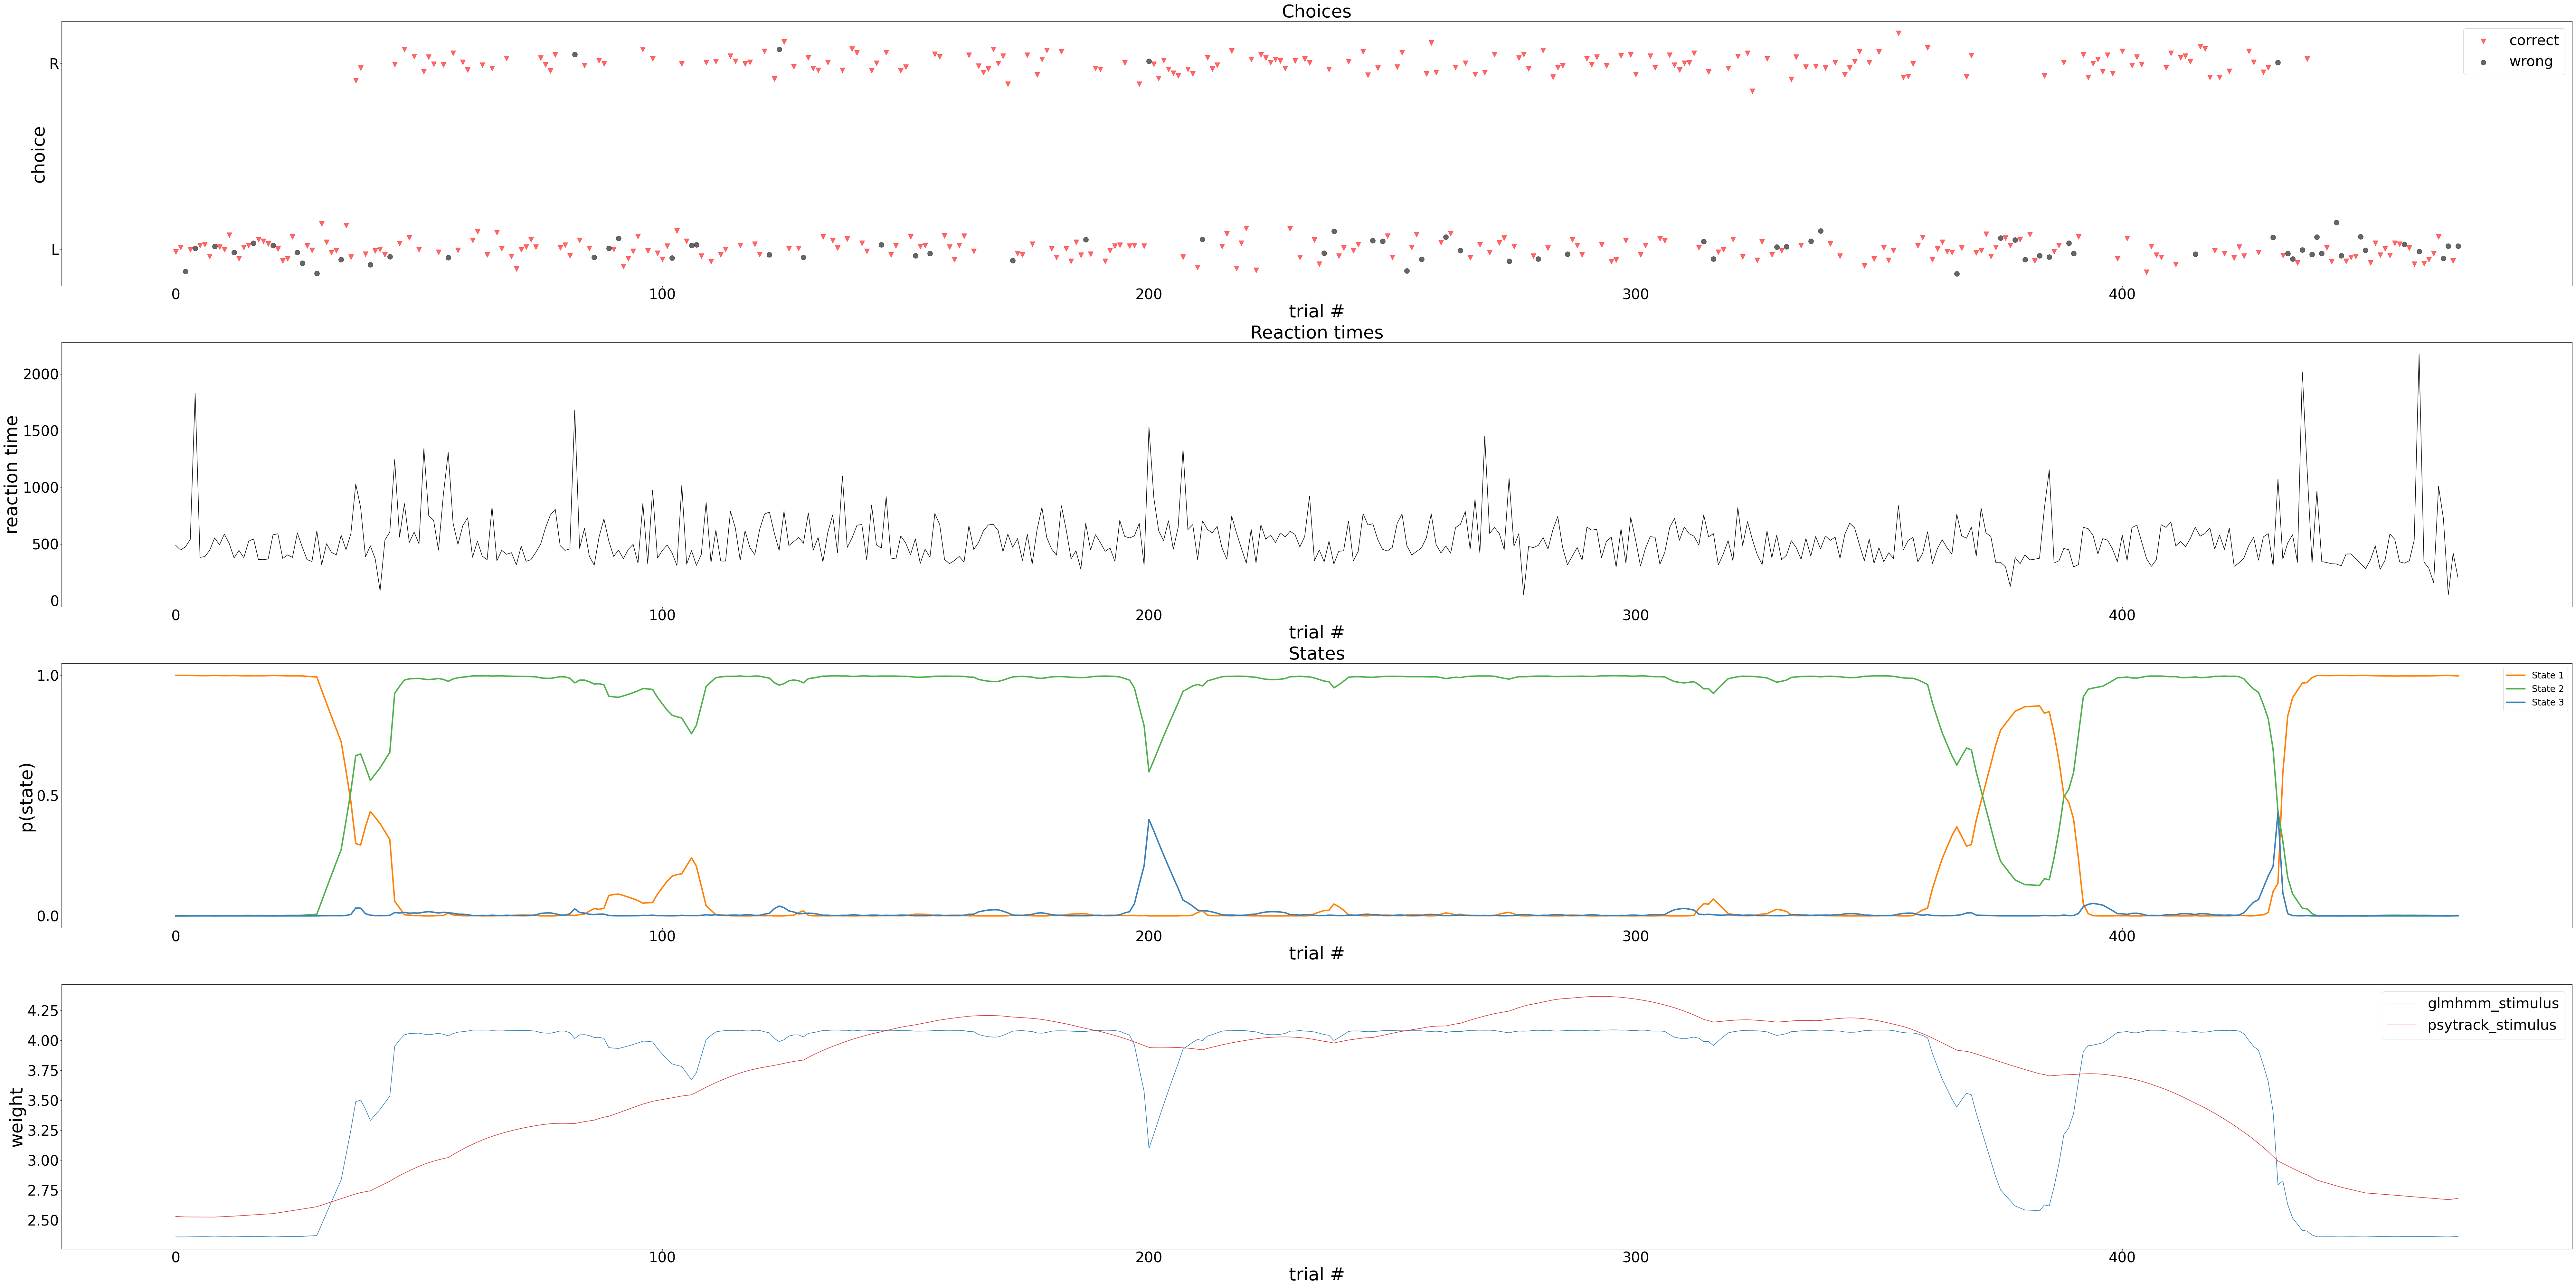 Choices
R
L
choice
correct
wrong
0 100 200 300 400
trial #
Reaction times
2000
1500
1000
500
0
reaction time
0 100 200 300 400
trial #
States
1.0
0.5
0.0
p(state)
State 1
State 2
State 3
0 100 200 300 400
trial #
4.25
4.00
3.75
3.50
3.25
3.00
2.75
2.50
weight
glmhmm_stimulus
psytrack_stimulus
0 100 200 300 400
trial #